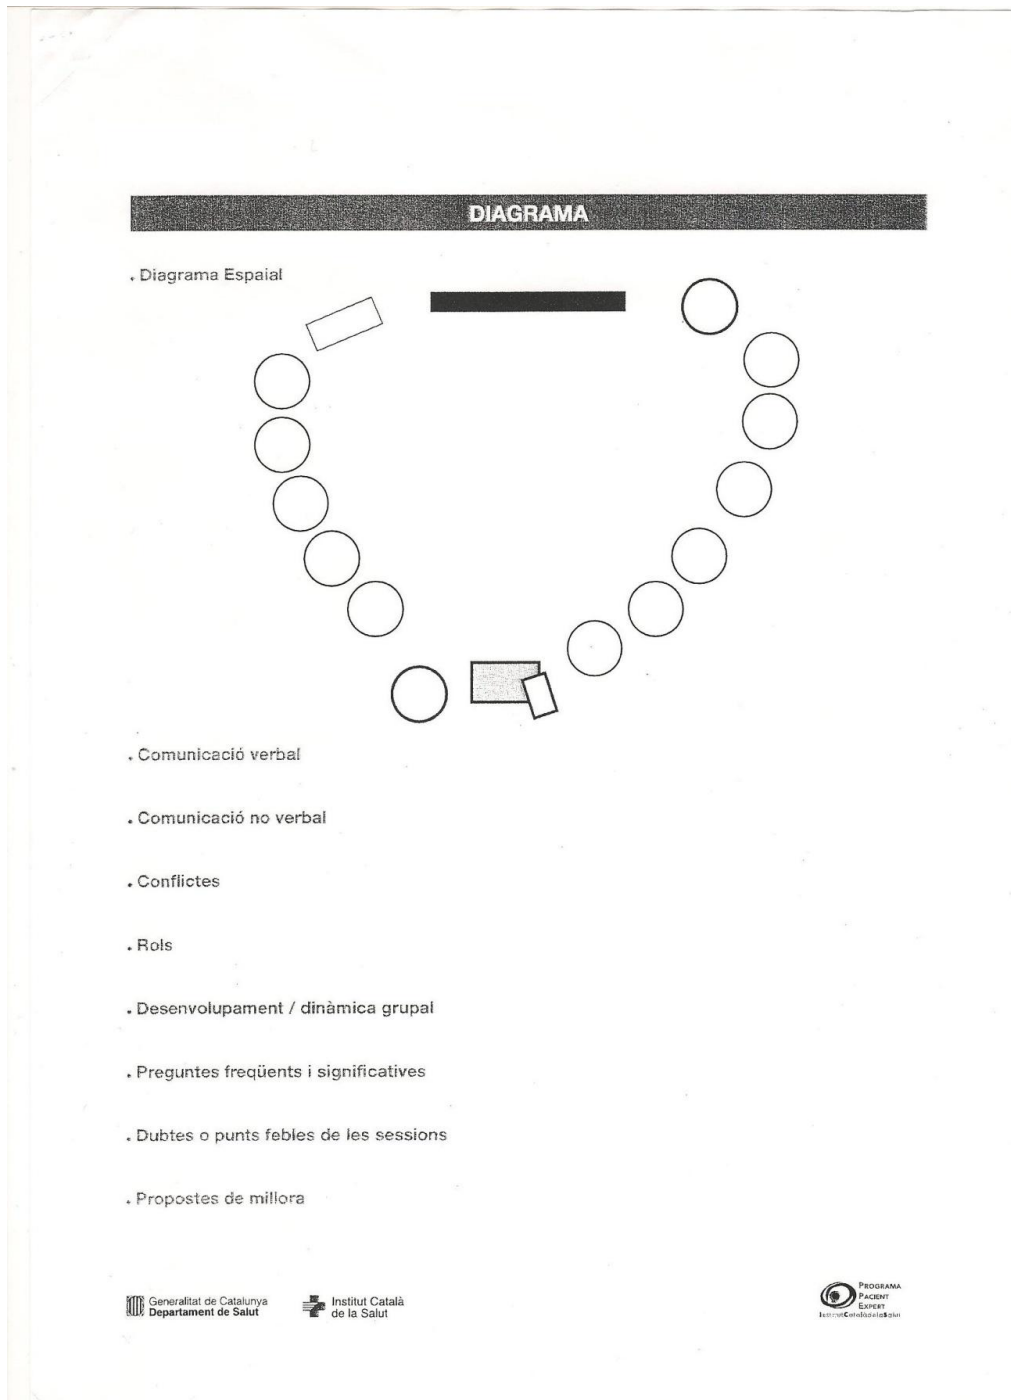 DIAGRAMA
. Diagrama Espaial
. Comunicació verbal
. Comunicació no verbal
. Conflictes
. Rols
. Desenvolupament / dinàmica grupal
. Preguntes freqüents i significatives
. Dubtes o punts febles de les sessions
. Propostes de millora
Generalitat de Catalunya
Departament de Salut
Institut Català
de la Salut
PROGRAMA
PACIENT
EXPERT
InstitutCatalàdelaSalut